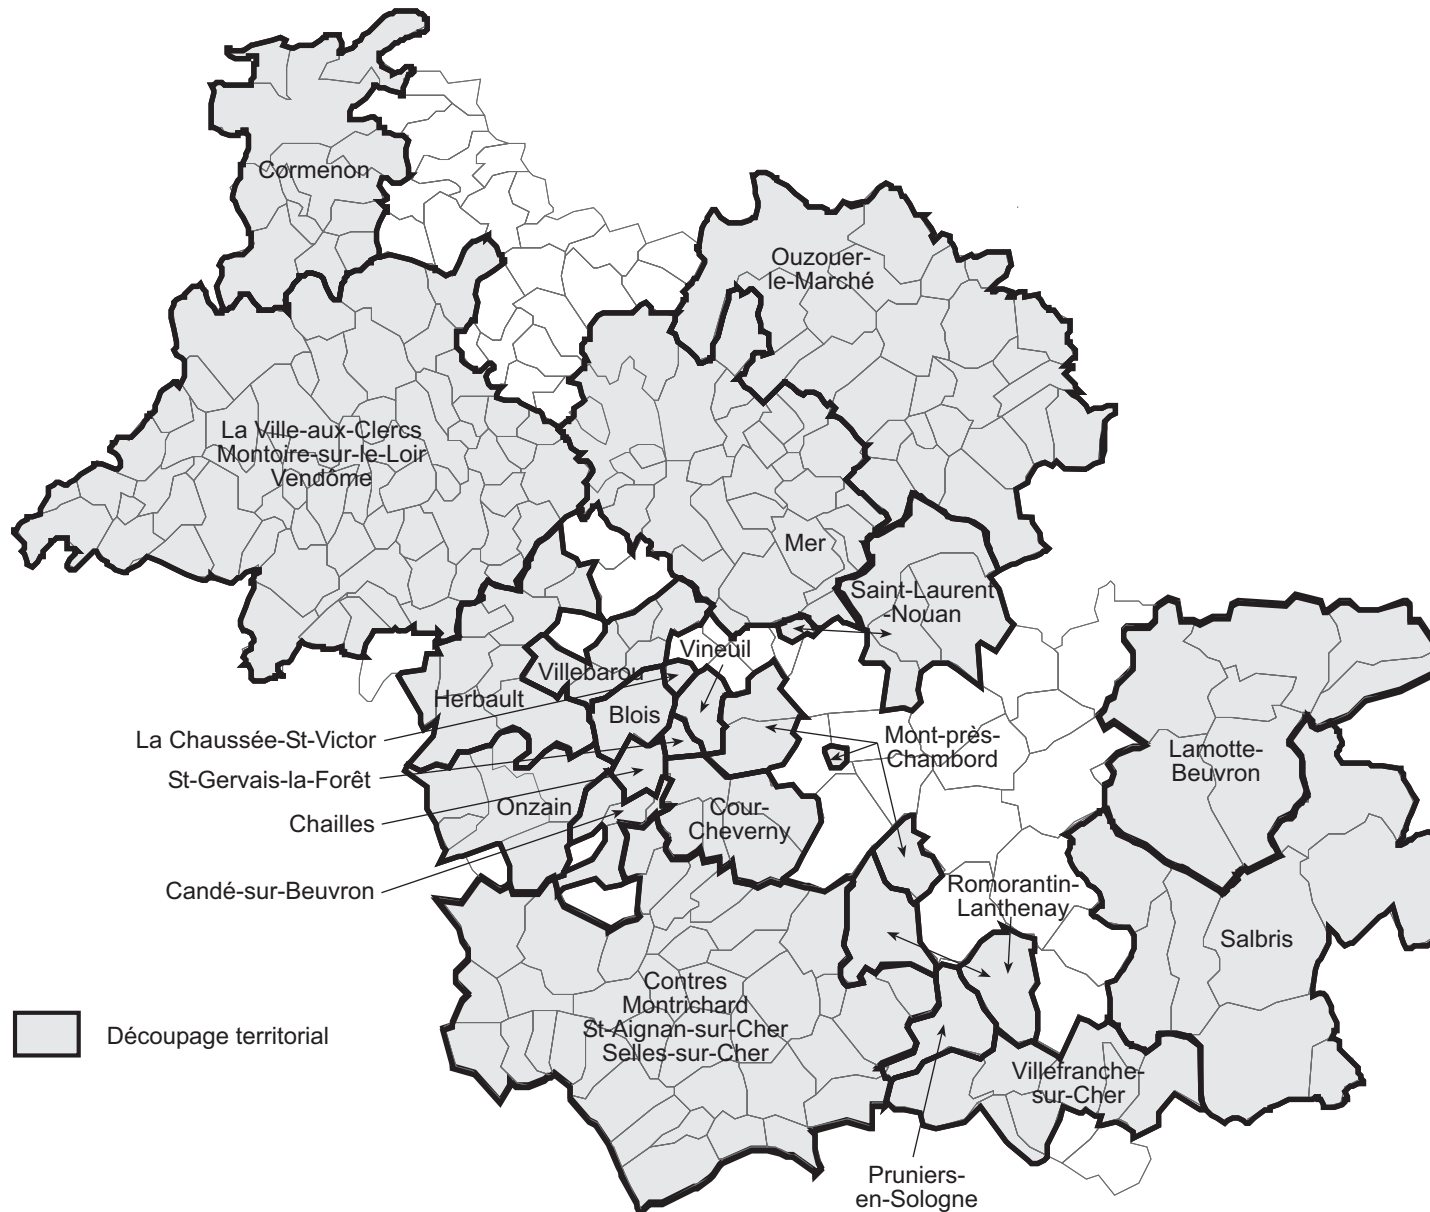 Cormenon
Ouzouer-
le-Marché
La Ville-aux-Clercs
Montoire-sur-le-Loir
Vendôme
Mer
Saint-Laurent
-Nouan
Vineuil
Villebarou
Herbault
Blois
La Chaussée-St-Victor
Mont-près-
Chambord
Lamotte-
Beuvron
St-Gervais-la-Forêt
Onzain
Cour-
Cheverny
Chailles
Candé-sur-Beuvron
Romorantin-
Lanthenay
Salbris
Contres
Montrichard
St-Aignan-sur-Cher
Selles-sur-Cher
Découpage territorial
Villefranche-
sur-Cher
Pruniers-
en-Sologne